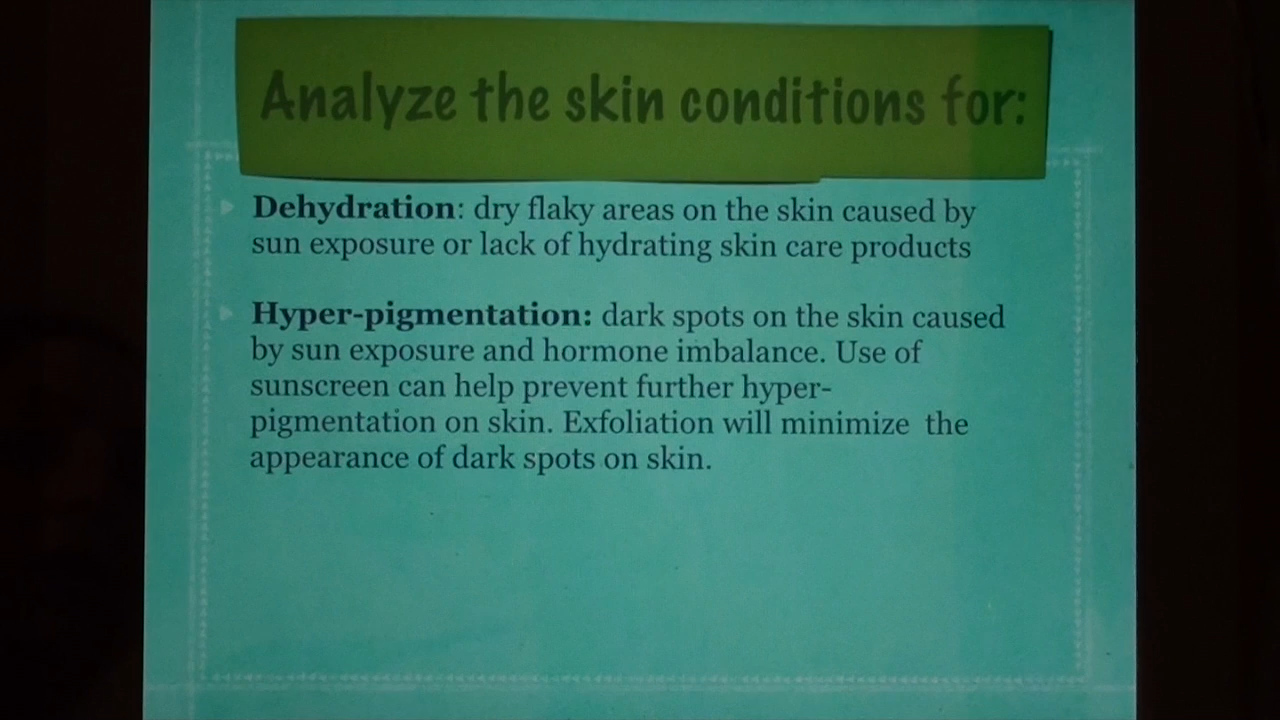 Analyze the skin conditions for:
Dehydration: dry flaky areas on the skin caused by
sun exposure or lack of hydrating skin care products
Hyper-pigmentation: dark spots on the skin caused
by sun exposure and hormone imbalance. Use of
sunscreen can help prevent further hyper-
pigmentation on skin. Exfoliation will minimize  the
appearance of dark spots on skin.